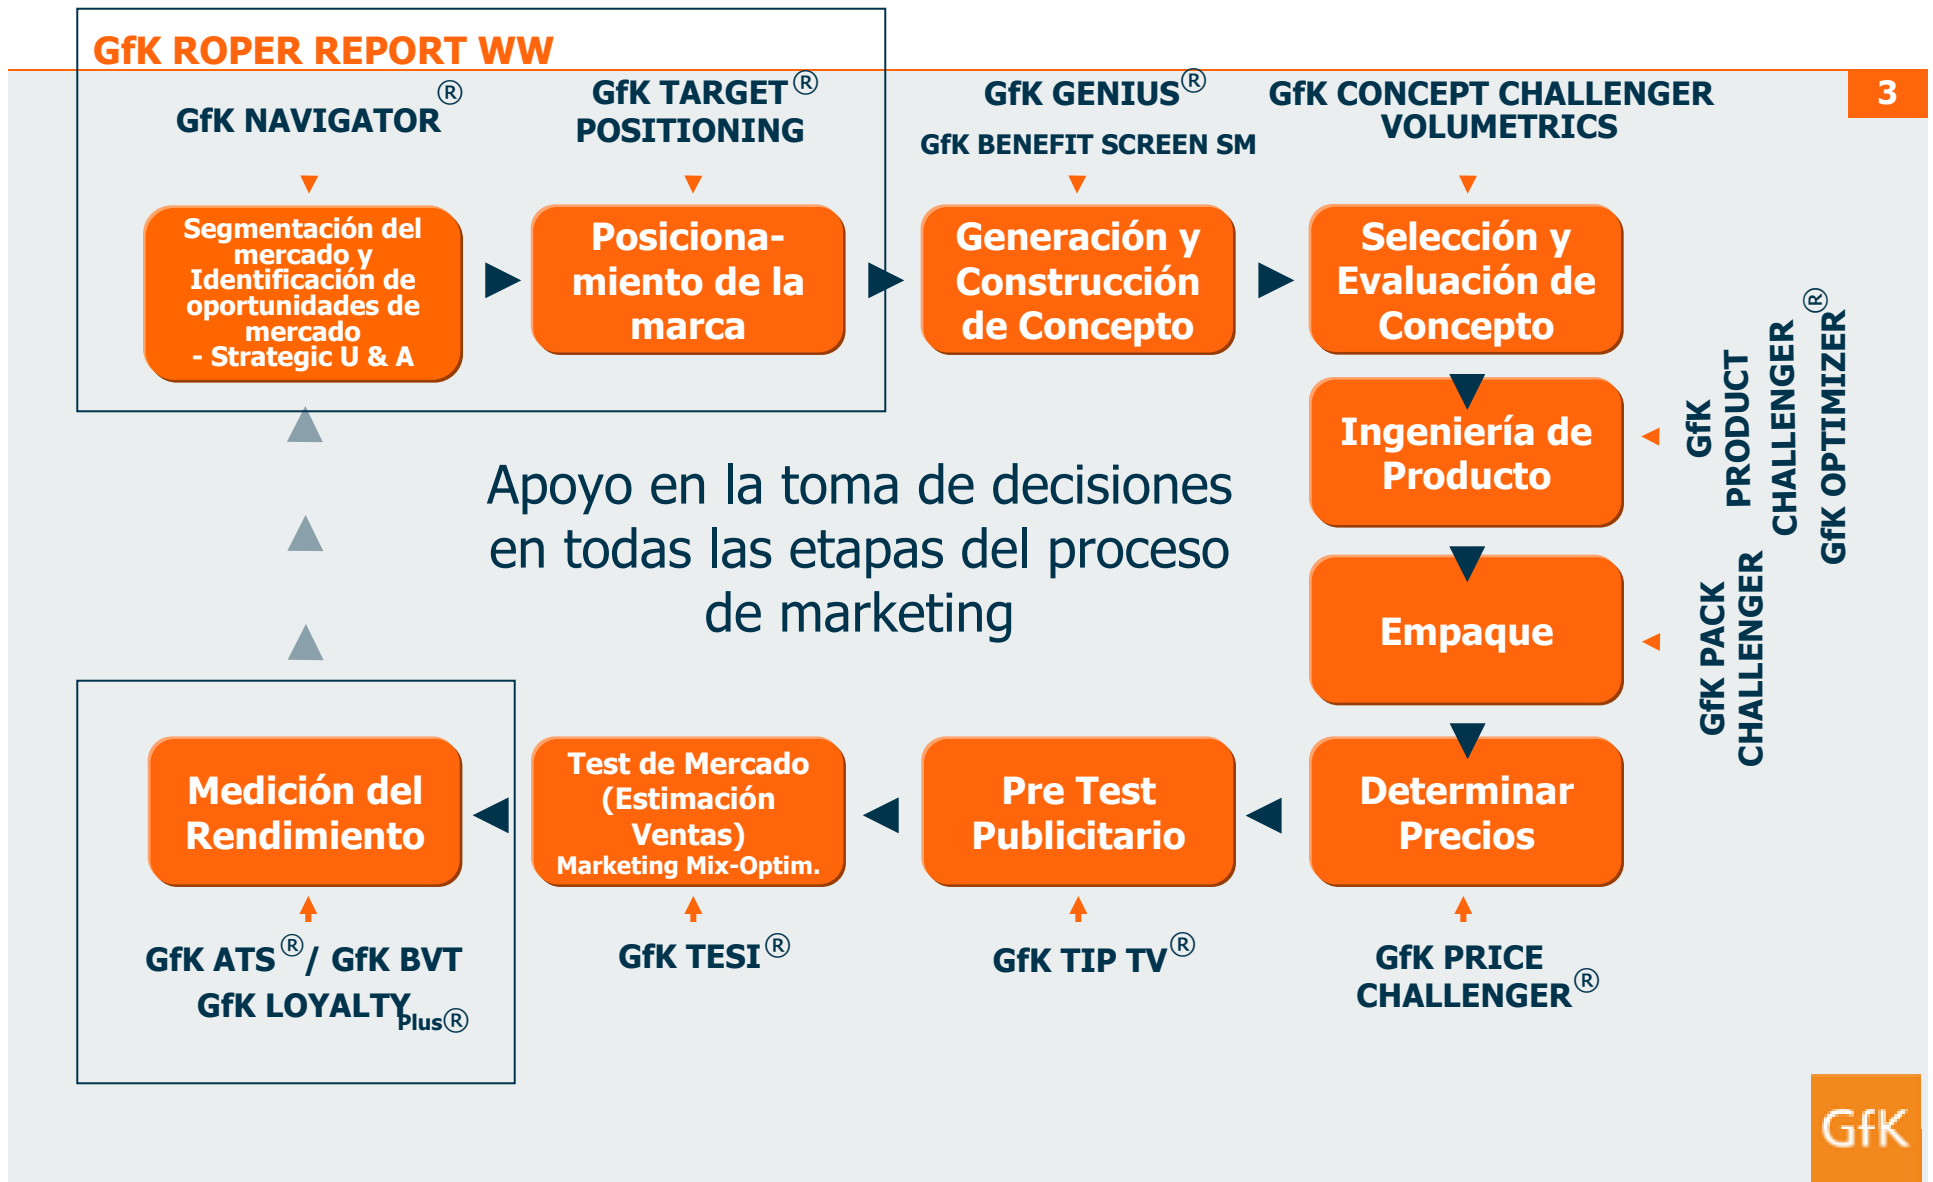 GfK ROPER REPORT WW
3
GfK NAVIGATOR®
GfK TARGET®
POSITIONING
GfK GENIUS®
GfK BENEFIT SCREEN SM
GfK CONCEPT CHALLENGER
VOLUMETRICS
Segmentación del
mercado y
Identificación de
oportunidades de
mercado
- Strategic U & A
Posiciona-
miento de la
marca
Generación y
Construcción
de Concepto
Selección y
Evaluación de
Concepto
Ingeniería de
Producto
GfK
PRODUCT
CHALLENGER
GfK OPTIMIZER®
Apoyo en la toma de decisiones
en todas las etapas del proceso
de marketing
Empaque
GfK PACK
CHALLENGER
Medición del
Rendimiento
Test de Mercado
(Estimación
Ventas)
Marketing Mix-Optim.
Pre Test
Publicitario
Determinar
Precios
GfK ATS®/ GfK BVT
GfK LOYALTY Plus®
GfK TESI®
GfK TIP TV®
GfK PRICE
CHALLENGER®
GfK